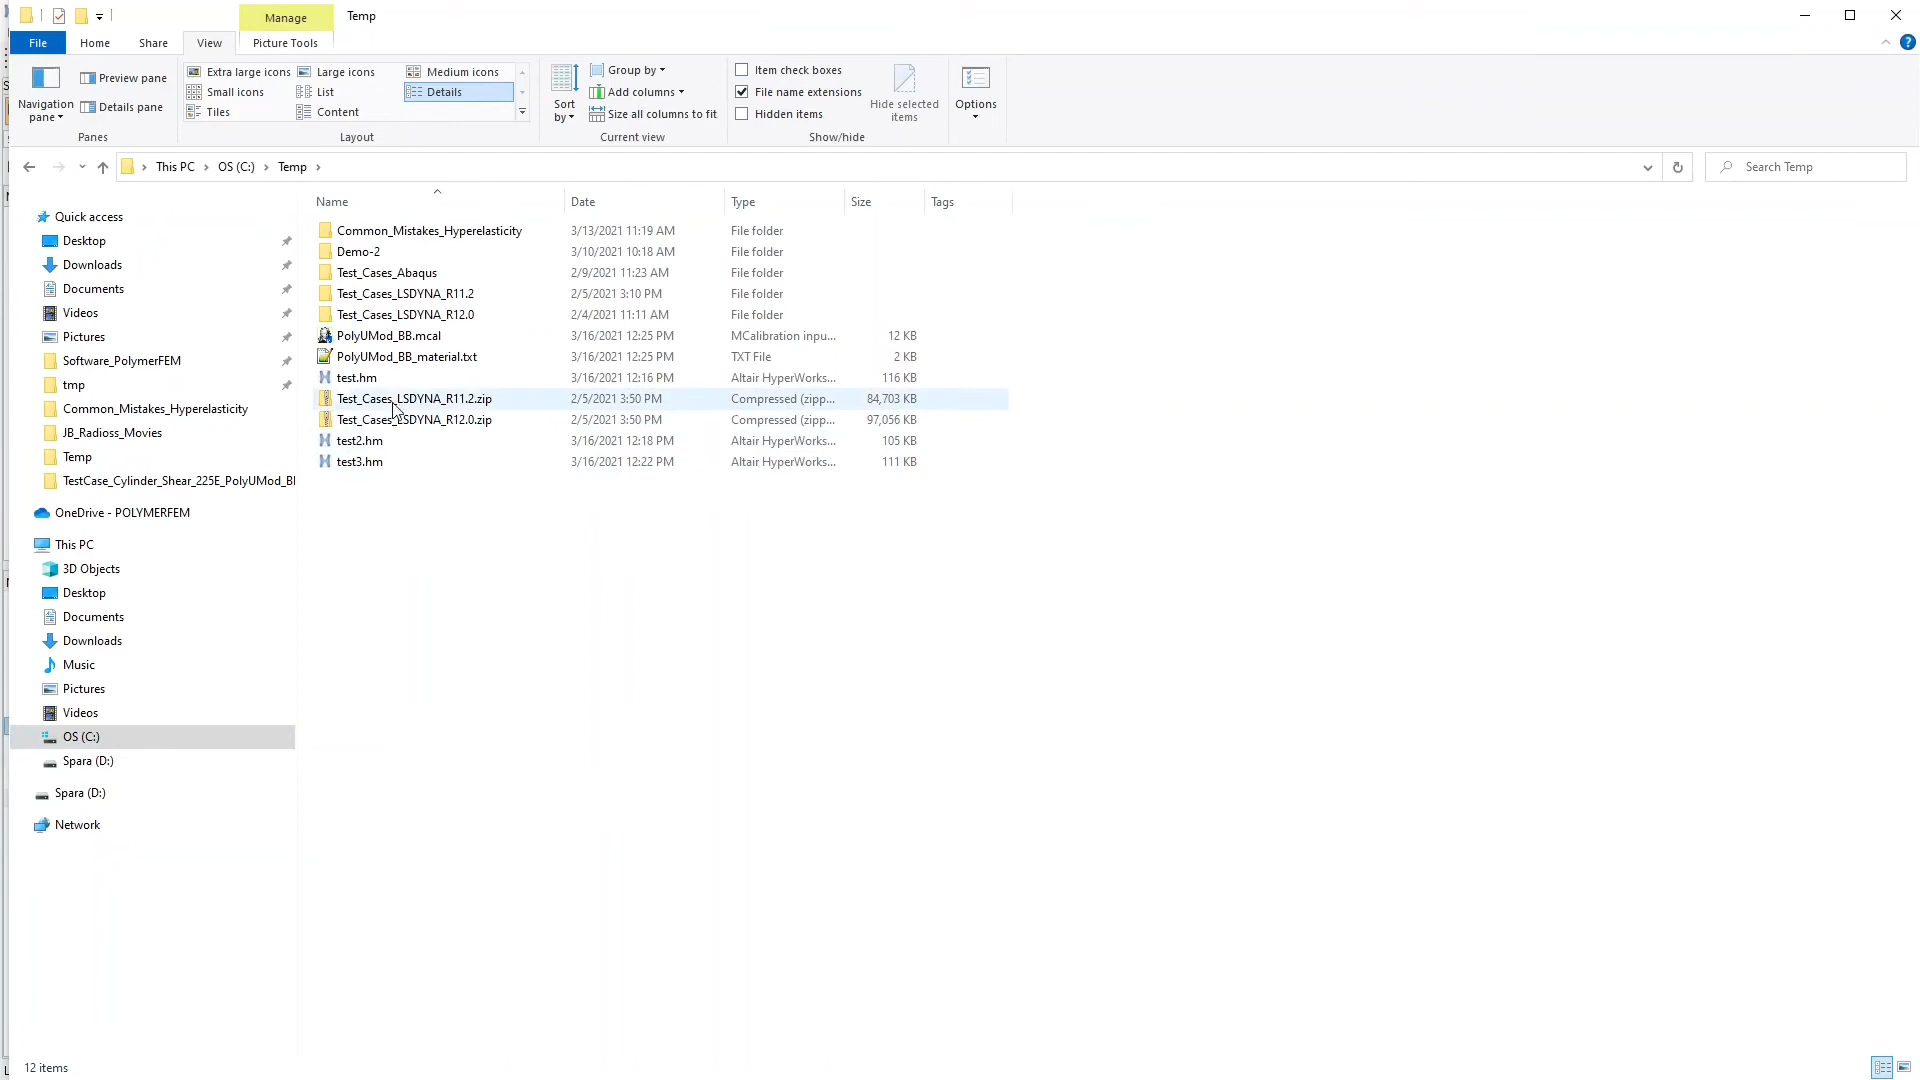 Manage
Temp
File
Home
Share
View
Picture Tools
Navigation pane
Preview pane
Details pane
Panes
Extra large icons
Large icons
Medium icons
Small icons
List
Details
Tiles
Content
Layout
Sort by
Group by
Add columns
Size all columns to fit
Current view
Item check boxes
File name extensions
Hidden items
Hide selected items
Show/hide
Options
This PC > OS (C:) > Temp >
Search Temp
Name Date Type Size Tags
Common_Mistakes_Hyperelasticity 3/13/2021 11:19 AM File folder
Demo-2 3/10/2021 10:18 AM File folder
Test_Cases_Abaqus 2/9/2021 11:23 AM File folder
Test_Cases_LSDYNA_R11.2 2/5/2021 3:10 PM File folder
Test_Cases_LSDYNA_R12.0 2/4/2021 11:11 AM File folder
PolyUMod_BB.mcal 3/16/2021 12:25 PM MCalibration inpu... 12 KB
PolyUMod_BB_material.txt 3/16/2021 12:25 PM TXT File 2 KB
test.hm 3/16/2021 12:16 PM Altair HyperWorks... 116 KB
Test_Cases_LSDYNA_R11.2.zip 2/5/2021 3:50 PM Compressed (zipp... 84,703 KB
Test_Cases_LSDYNA_R12.0.zip 2/5/2021 3:50 PM Compressed (zipp... 97,056 KB
test2.hm 3/16/2021 12:18 PM Altair HyperWorks... 105 KB
test3.hm 3/16/2021 12:22 PM Altair HyperWorks... 111 KB
Quick access
Desktop
Downloads
Documents
Videos
Pictures
Software_PolymerFEM
tmp
Common_Mistakes_Hyperelasticity
JB_Radioss_Movies
Temp
TestCase_Cylinder_Shear_225E_PolyUMod_BI
OneDrive - POLYMERFEM
This PC
3D Objects
Desktop
Documents
Downloads
Music
Pictures
Videos
OS (C:)
Spara (D:)
Spara (D:)
Network
12 items